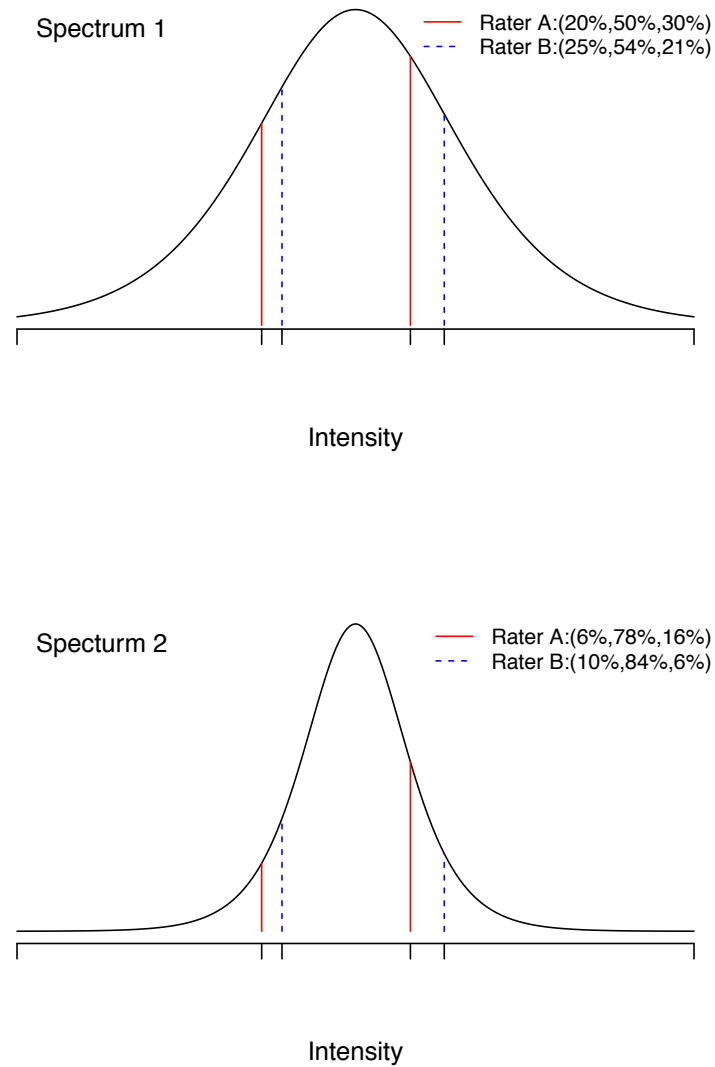 Spectrum 1
Rater A:(20%,50%,30%)
Rater B:(25%,54%,21%)
Intensity
Specturm 2
Rater A:(6%,78%,16%)
Rater B:(10%,84%,6%)
Intensity